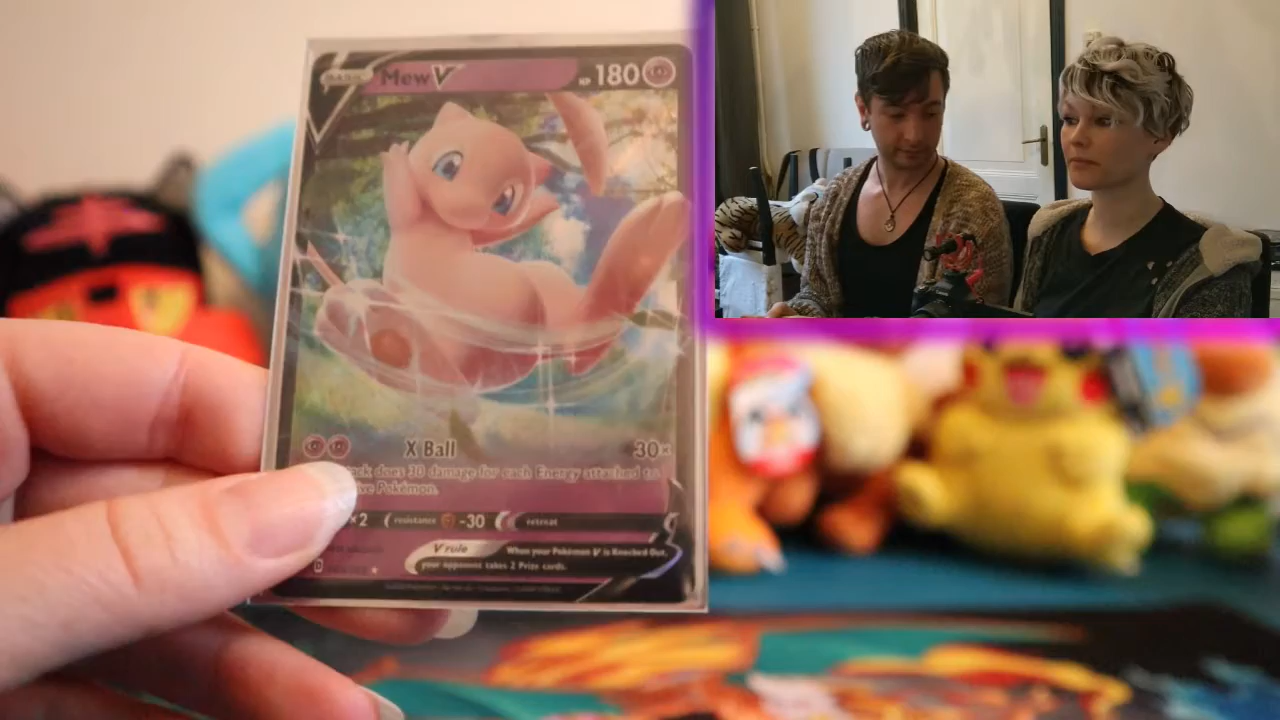 BASIC Mew V HP 180
X Ball 30×
does 30 damage for each Energy attached to
Pokémon.
×2 resistance -30 retreat
V rule When your Pokémon V is Knocked Out,
your opponent takes 2 Prize cards.
D